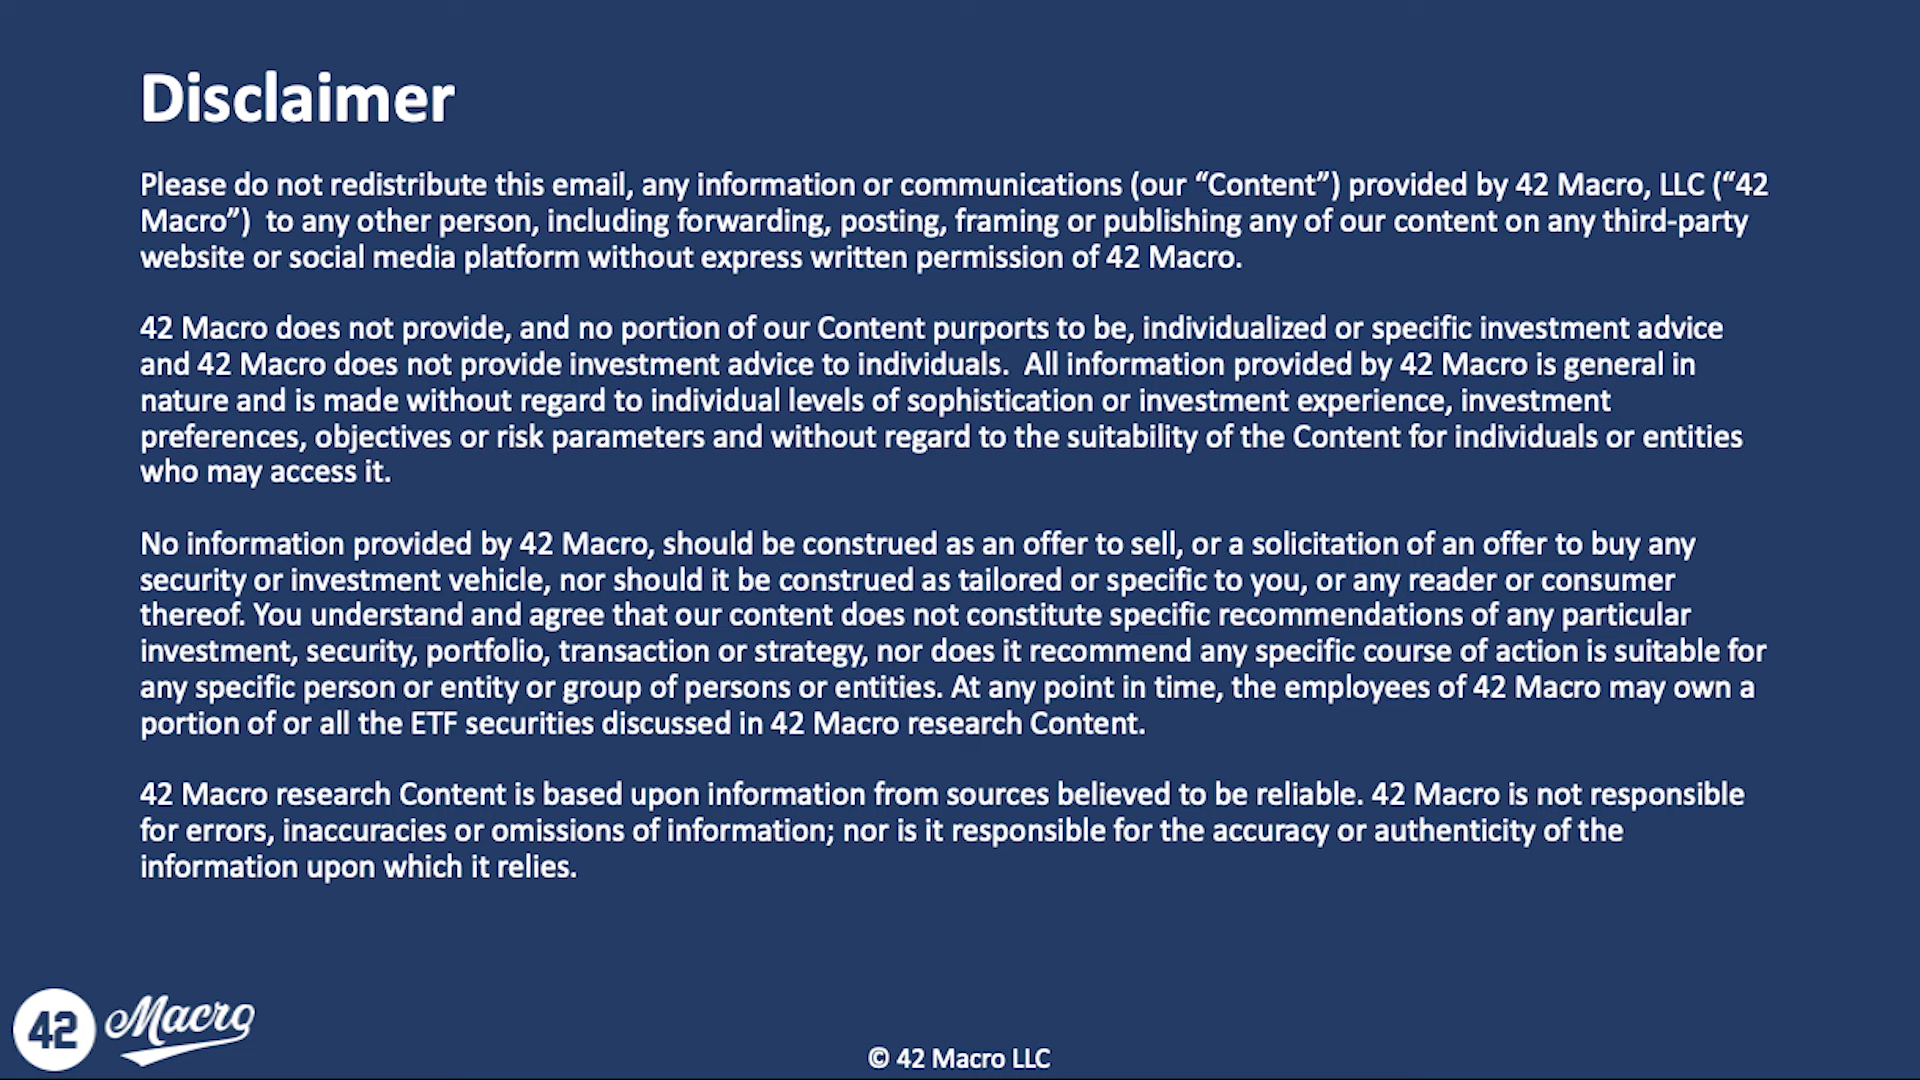 Disclaimer
Please do not redistribute this email, any information or communications (our “Content”) provided by 42 Macro, LLC (“42
Macro”)  to any other person, including forwarding, posting, framing or publishing any of our content on any third-party
website or social media platform without express written permission of 42 Macro.
42 Macro does not provide, and no portion of our Content purports to be, individualized or specific investment advice
and 42 Macro does not provide investment advice to individuals.  All information provided by 42 Macro is general in
nature and is made without regard to individual levels of sophistication or investment experience, investment
preferences, objectives or risk parameters and without regard to the suitability of the Content for individuals or entities
who may access it.
No information provided by 42 Macro, should be construed as an offer to sell, or a solicitation of an offer to buy any
security or investment vehicle, nor should it be construed as tailored or specific to you, or any reader or consumer
thereof. You understand and agree that our content does not constitute specific recommendations of any particular
investment, security, portfolio, transaction or strategy, nor does it recommend any specific course of action is suitable for
any specific person or entity or group of persons or entities. At any point in time, the employees of 42 Macro may own a
portion of or all the ETF securities discussed in 42 Macro research Content.
42 Macro research Content is based upon information from sources believed to be reliable. 42 Macro is not responsible
for errors, inaccuracies or omissions of information; nor is it responsible for the accuracy or authenticity of the
information upon which it relies.
42 Macro
© 42 Macro LLC